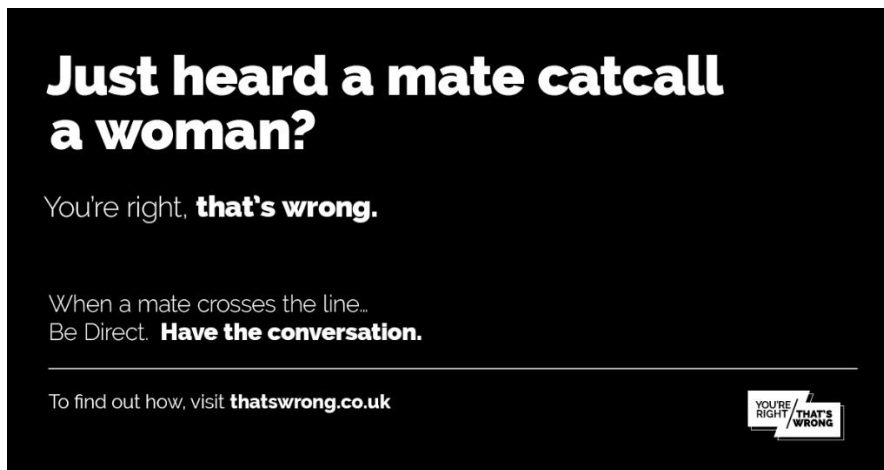 Just heard a mate catcall
a woman?
You're right, that's wrong.
When a mate crosses the line...
Be Direct. Have the conversation.
To find out how, visit thatswrong.co.uk
YOU'RE
RIGHT
THAT'S
WRONG